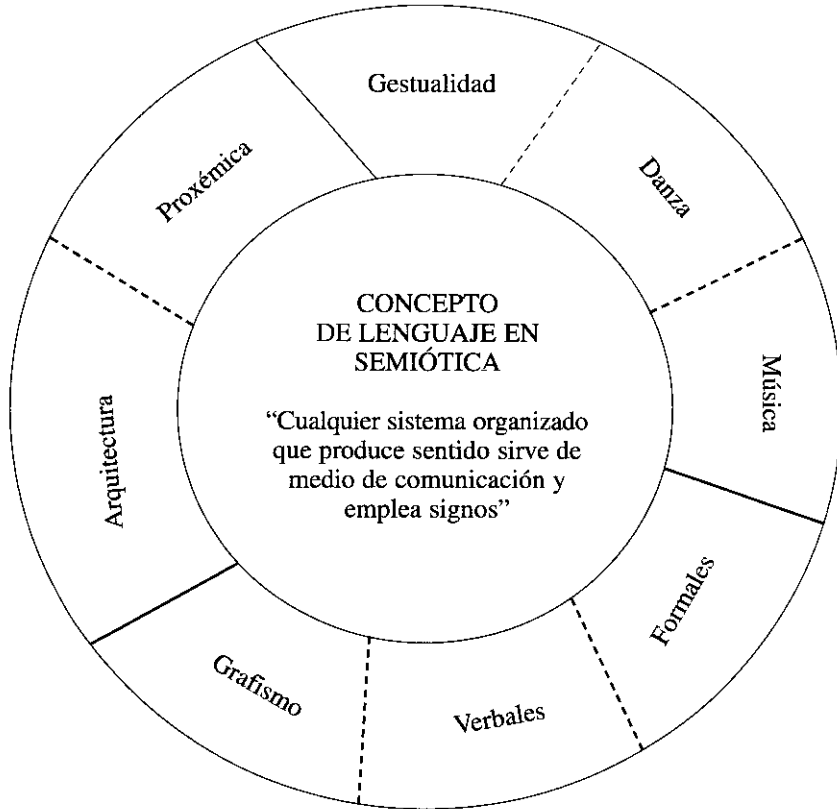 Gestualidad
Danza
Música
Formales
Verbales
Grafismo
Arquitectura
Proxémica
CONCEPTO
DE LENGUAJE EN
SEMIÓTICA
“Cualquier sistema organizado
que produce sentido sirve de
medio de comunicación y
emplea signos”